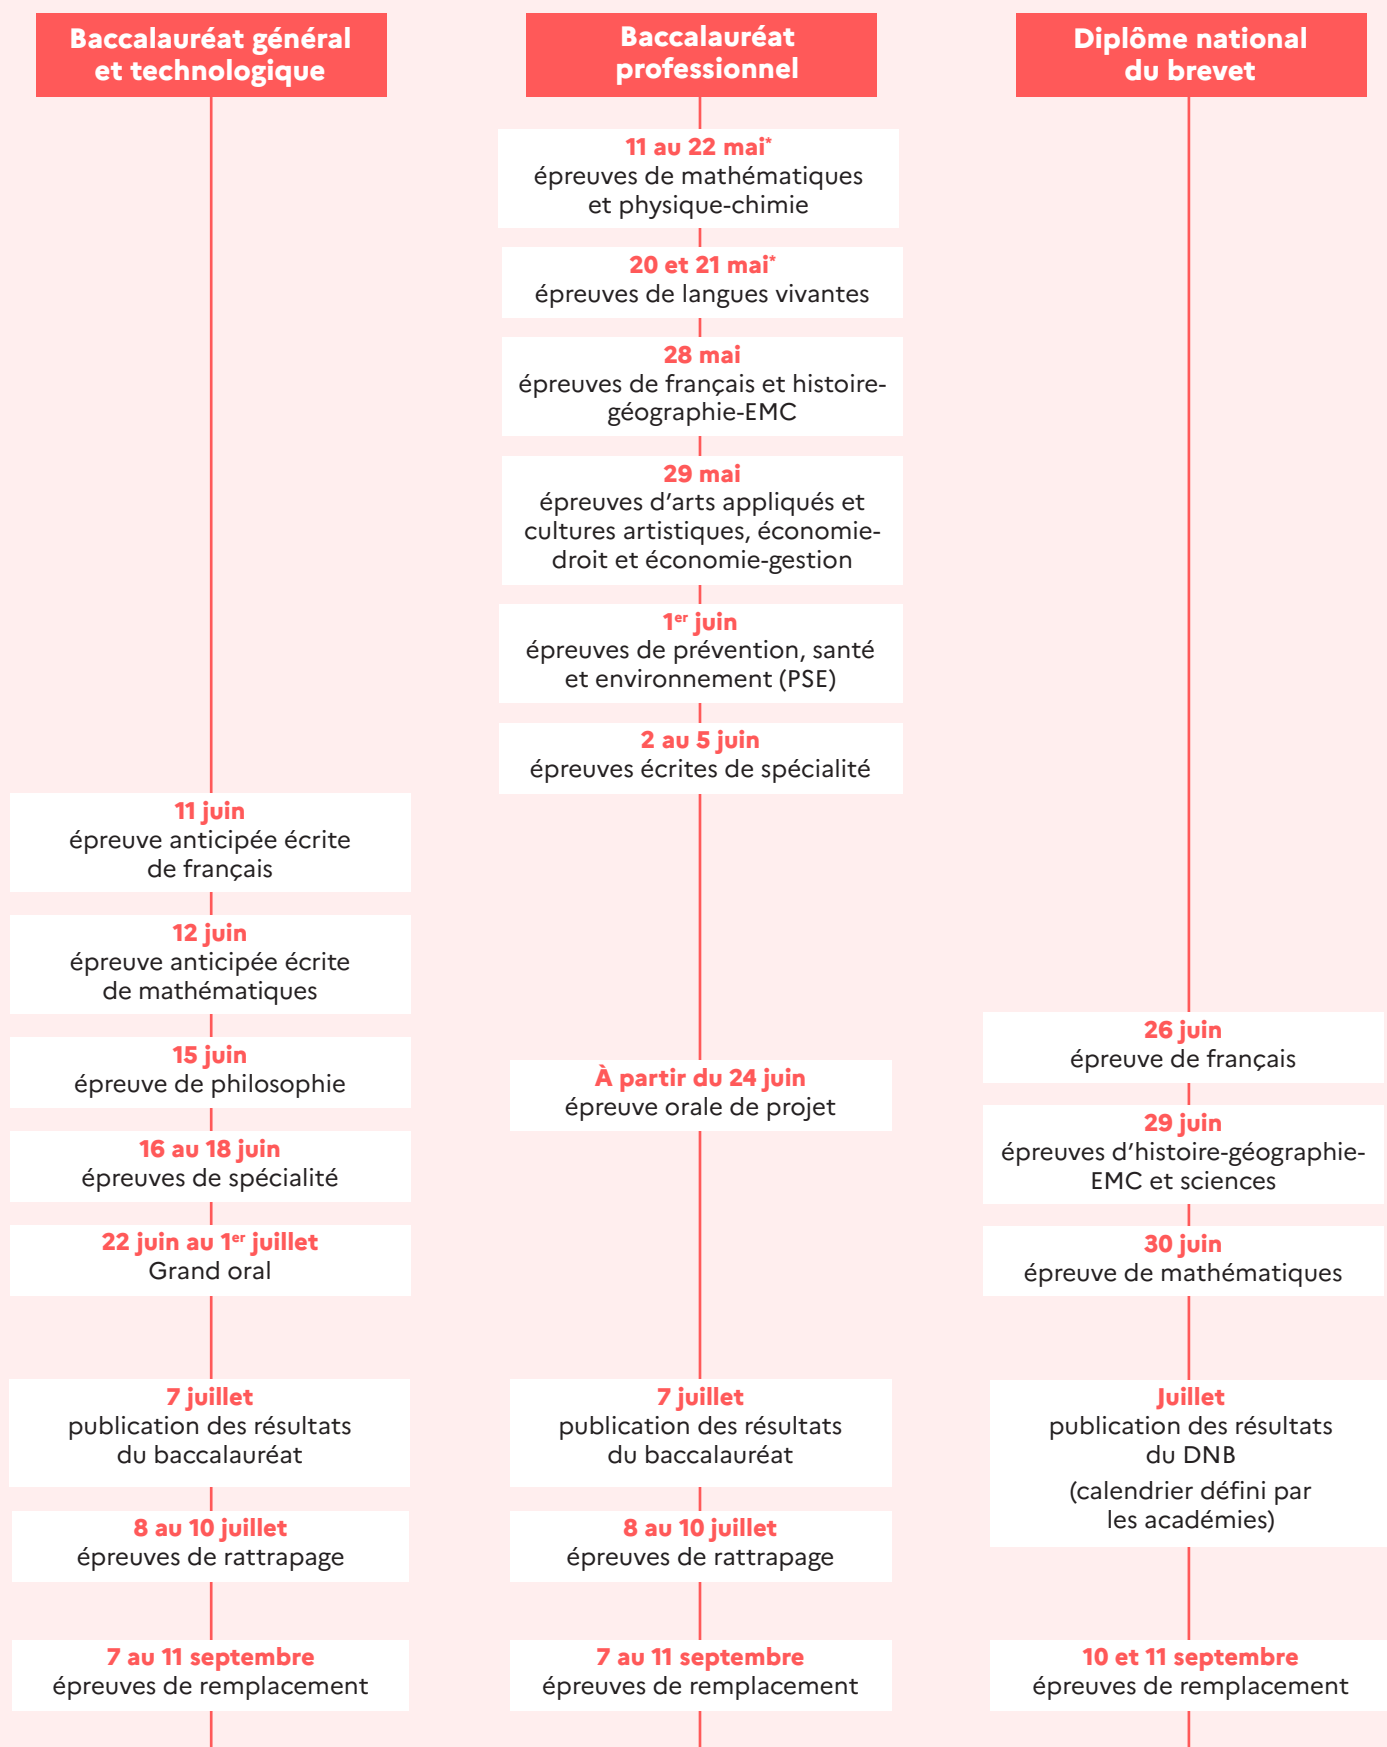 Baccalauréat général
et technologique
11 juin
épreuve anticipée écrite
de français
12 juin
épreuve anticipée écrite
de mathématiques
15 juin
épreuve de philosophie
16 au 18 juin
épreuves de spécialité
22 juin au 1er juillet
Grand oral
7 juillet
publication des résultats
du baccalauréat
8 au 10 juillet
épreuves de rattrapage
7 au 11 septembre
épreuves de remplacement
Baccalauréat
professionnel
11 au 22 mai*
épreuves de mathématiques
et physique-chimie
20 et 21 mai*
épreuves de langues vivantes
28 mai
épreuves de français et histoire-
géographie-EMC
29 mai
épreuves d’arts appliqués et
cultures artistiques, économie-
droit et économie-gestion
1er juin
épreuves de prévention, santé
et environnement (PSE)
2 au 5 juin
épreuves écrites de spécialité
À partir du 24 juin
épreuve orale de projet
7 juillet
publication des résultats
du baccalauréat
8 au 10 juillet
épreuves de rattrapage
7 au 11 septembre
épreuves de remplacement
Diplôme national
du brevet
26 juin
épreuve de français
29 juin
épreuves d’histoire-géographie-
EMC et sciences
30 juin
épreuve de mathématiques
Juillet
publication des résultats
du DNB
(calendrier défini par
les académies)
10 et 11 septembre
épreuves de remplacement